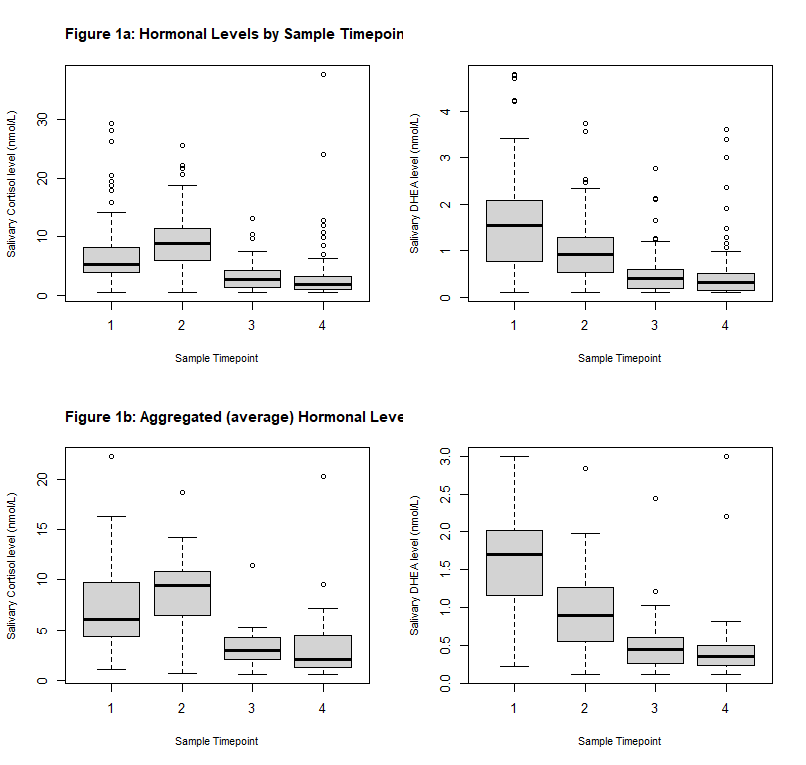 Figure 1a: Hormonal Levels by Sample Timepoin
Salivary Cortisol level (nmol/L)
30
20
10
0
1 2 3 4
Sample Timepoint
Salivary DHEA level (nmol/L)
4
3
2
1
0
1 2 3 4
Sample Timepoint
Figure 1b: Aggregated (average) Hormonal Leve
Salivary Cortisol level (nmol/L)
20
15
10
5
0
1 2 3 4
Sample Timepoint
Salivary DHEA level (nmol/L)
3.0
2.5
2.0
1.5
1.0
0.5
0.0
1 2 3 4
Sample Timepoint